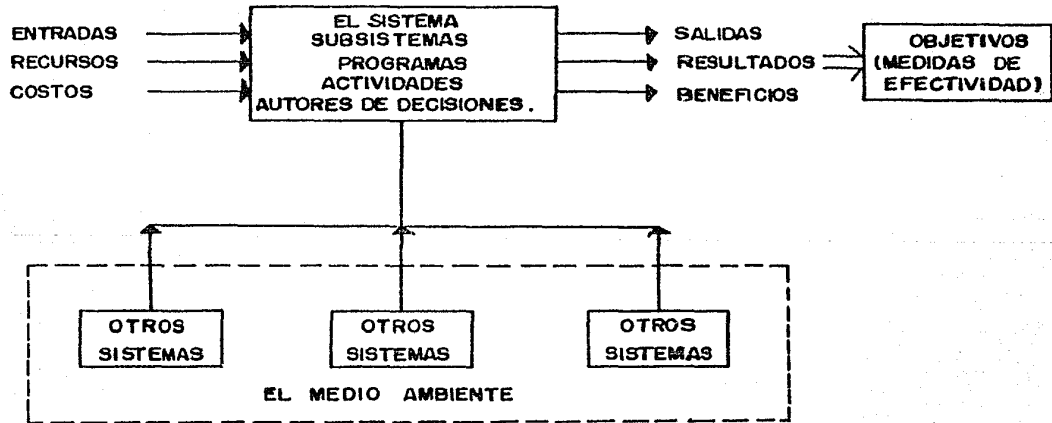 ENTRADAS
RECURSOS
COSTOS
EL SISTEMA
SUBSISTEMAS
PROGRAMAS
ACTIVIDADES
AUTORES DE DECISIONES.
SALIDAS
RESULTADOS
BENEFICIOS
OBJETIVOS
(MEDIDAS DE
EFECTIVIDAD)
OTROS
SISTEMAS
OTROS
SISTEMAS
OTROS
SISTEMAS
EL MEDIO AMBIENTE